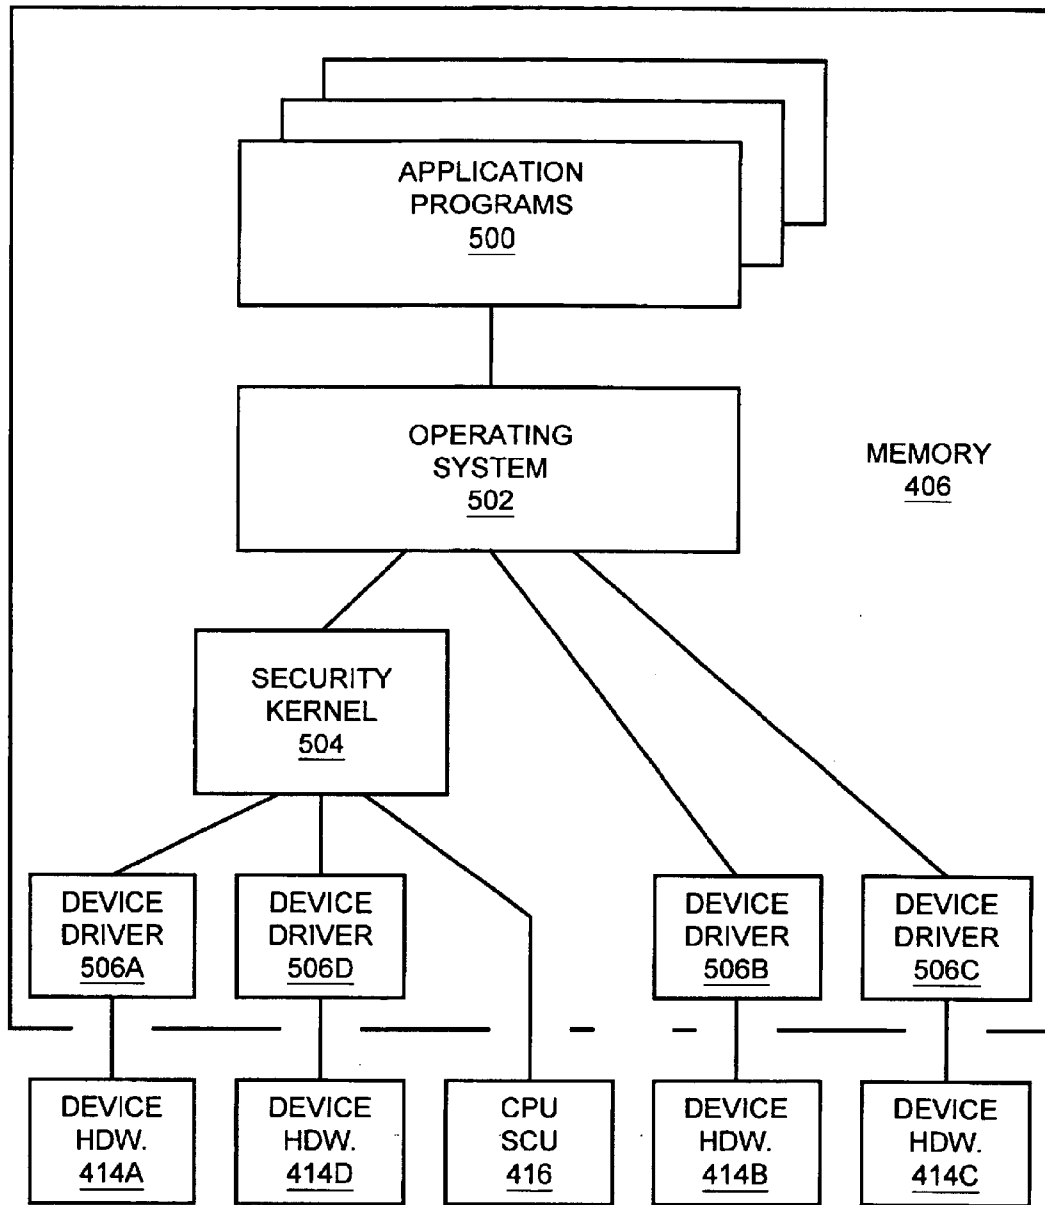 APPLICATION
PROGRAMS
500
OPERATING
SYSTEM
502
MEMORY
406
SECURITY
KERNEL
504
DEVICE
DRIVER
506A
DEVICE
DRIVER
506D
DEVICE
DRIVER
506B
DEVICE
DRIVER
506C
DEVICE
HDW.
414A
DEVICE
HDW.
414D
CPU
SCU
416
DEVICE
HDW.
414B
DEVICE
HDW.
414C